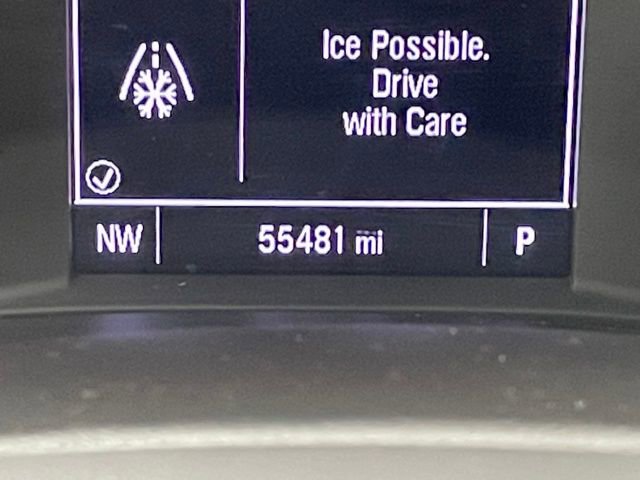 Ice Possible.
Drive
with Care
NW 55481 mi P